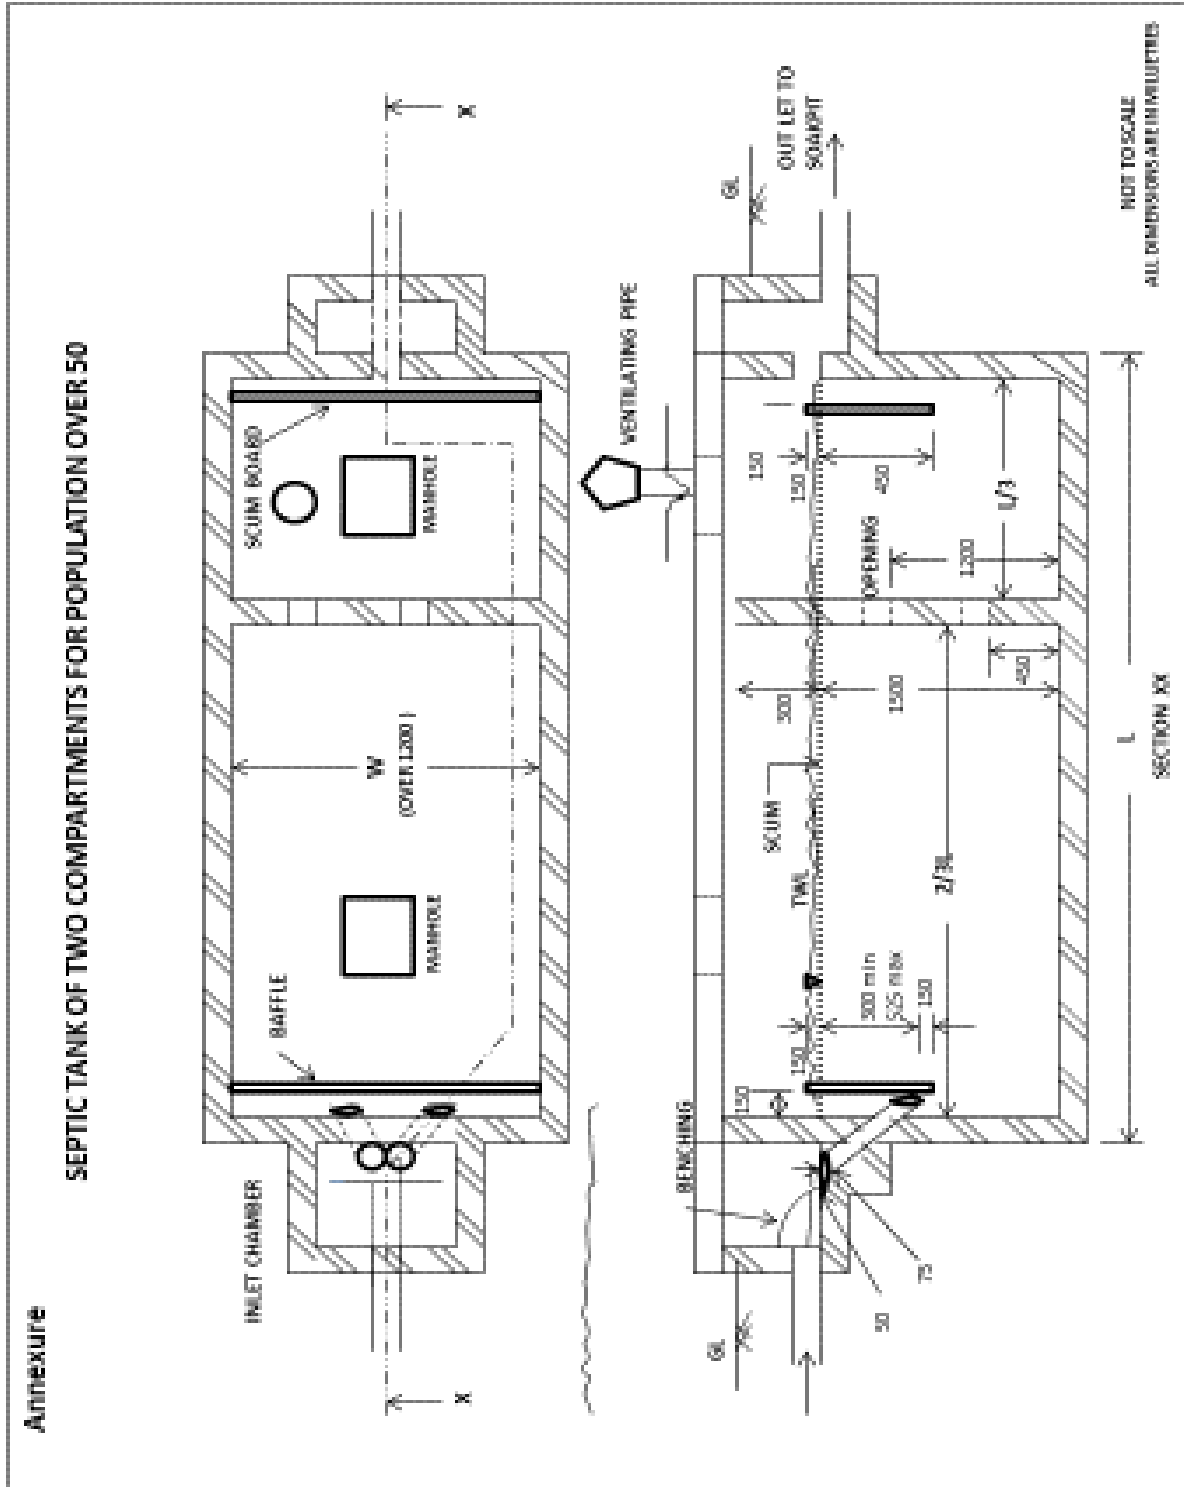 Annexure
SEPTIC TANK OF TWO COMPARTMENTS FOR POPULATION OVER 50
INLET CHAMBER
BAFFLE
MANHOLE
W
(OVER 1200 )
SCUM BOARD
MANHOLE
X
X
VENTILATING PIPE
GL
BENCHING
150
150
300 min
525 max
150
TWL
SCUM
300
1500
450
OPENING
1200
150
150
450
GL
OUT LET TO
SOAKPIT
50
75
2/3L
L/3
L
SECTION XX
NOT TO SCALE
ALL DIMENSIONS ARE IN MILLIMETRES